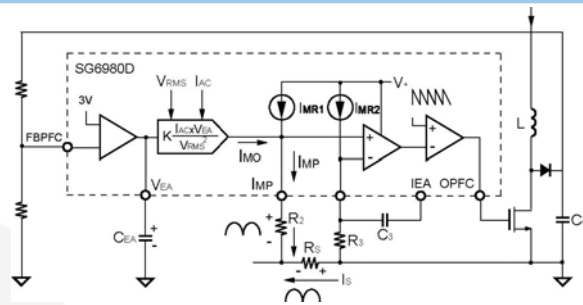 SG6980D
VRMS IAC
IMR1 IMR2
V+
3V
K IACxVEA
VRMS²
L
FBPFC
+
-
+
-
IMO
IMP
VEA
IMP
IEA OPFC
CEA
+
-
+
-
R2
C3
R3
RS
- +
IS
C